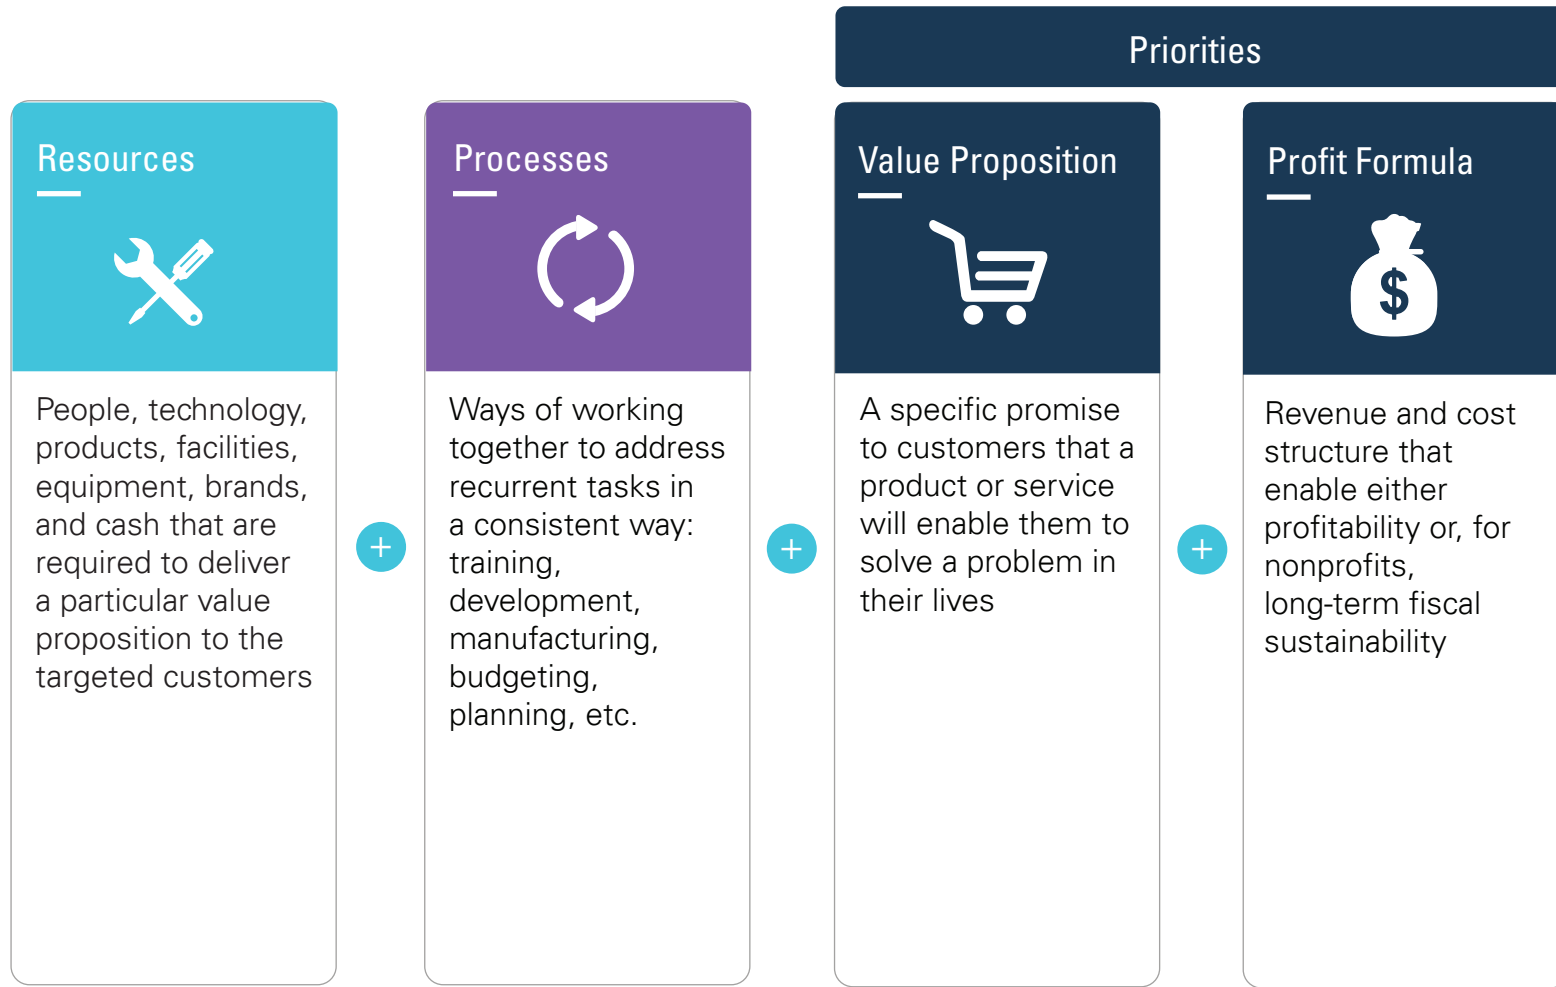 Priorities
Resources
People, technology,
products, facilities,
equipment, brands,
and cash that are
required to deliver
a particular value
proposition to the
targeted customers
+
Processes
Ways of working
together to address
recurrent tasks in
a consistent way:
training,
development,
manufacturing,
budgeting,
planning, etc.
+
Value Proposition
A specific promise
to customers that a
product or service
will enable them to
solve a problem in
their lives
+
Profit Formula
$
Revenue and cost
structure that
enable either
profitability or, for
nonprofits,
long-term fiscal
sustainability